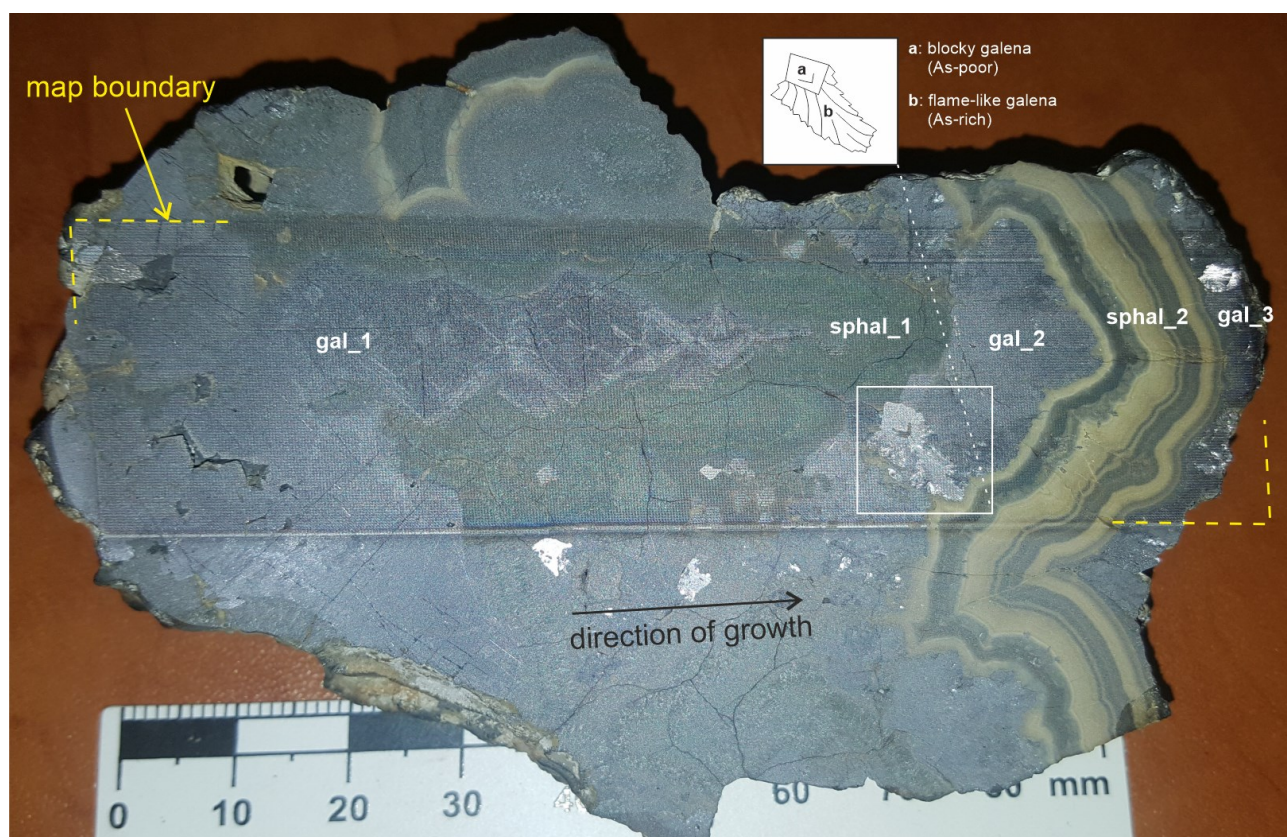 map boundary
a
b
a: blocky galena
(As-poor)
b: flame-like galena
(As-rich)
gal_1
sphal_1
gal_2
sphal_2
gal_3
direction of growth
0 10 20 30 60 mm